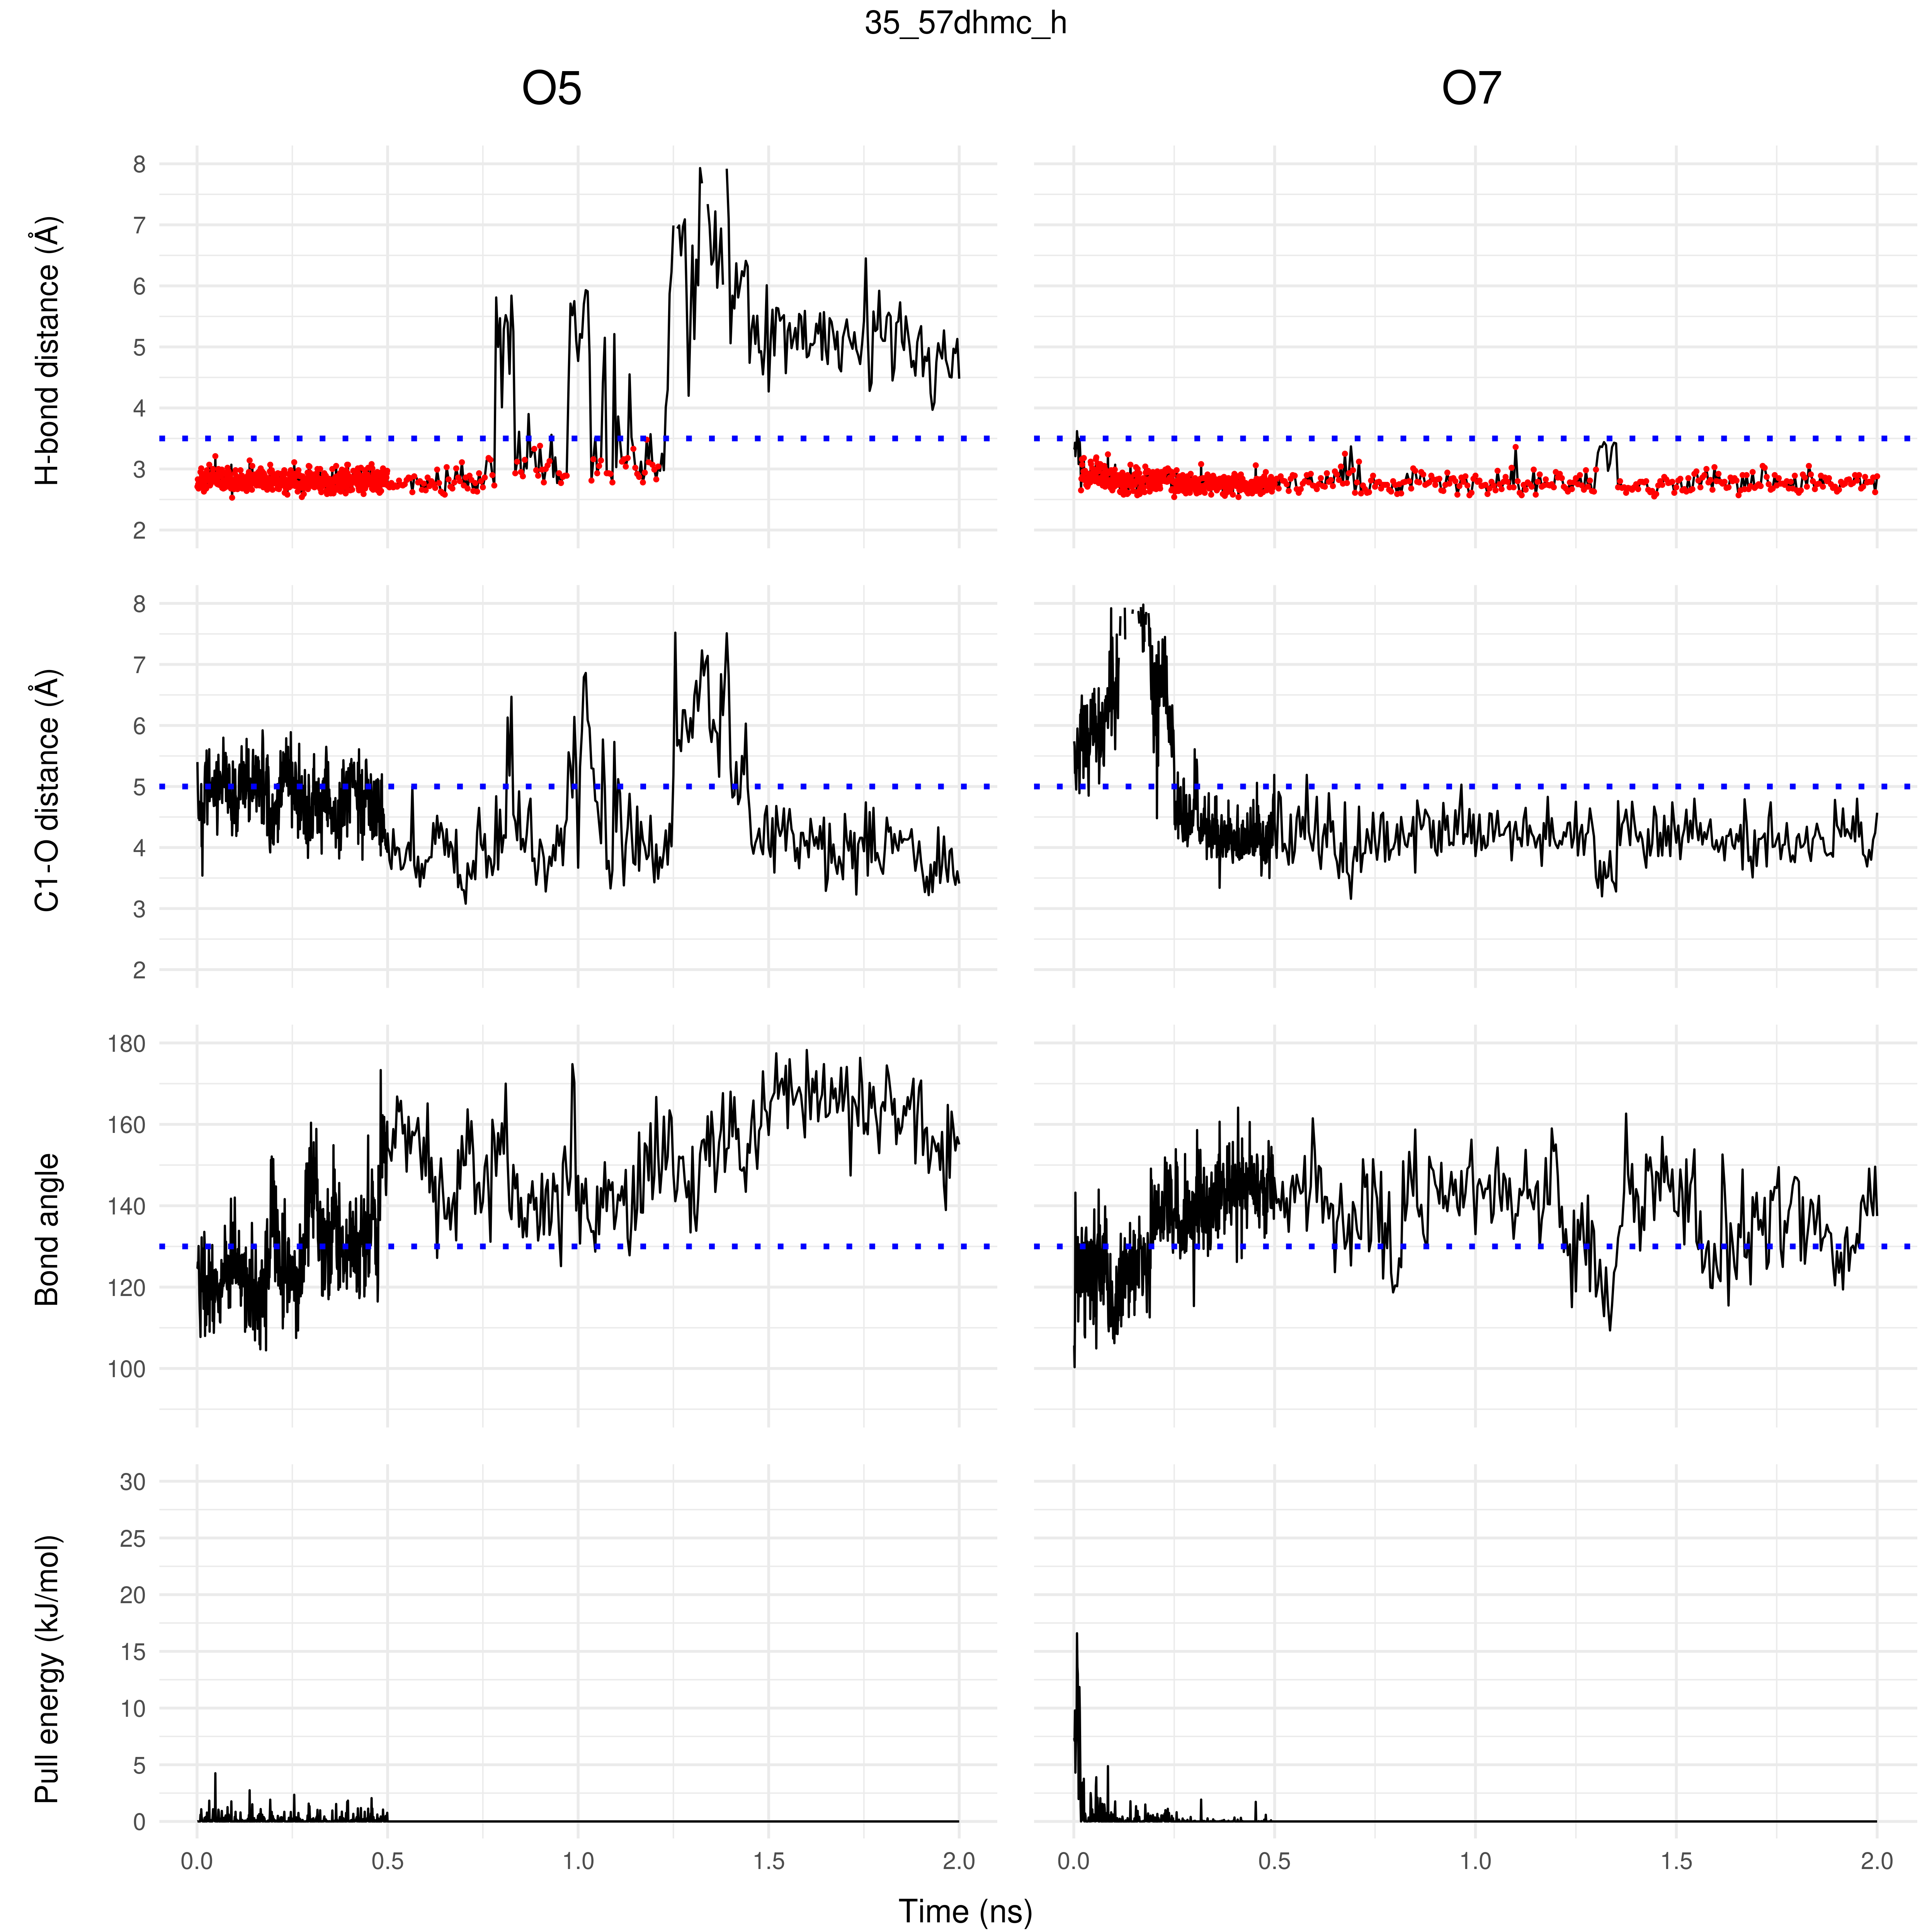 35_57dhmc_h
O5
O7
H-bond distance (Å)
8
7
6
5
4
3
2
C1-O distance (Å)
8
7
6
5
4
3
2
Bond angle
180
160
140
120
100
Pull energy (kJ/mol)
30
25
20
15
10
5
0
0.0 0.5 1.0 1.5 2.0
0.0 0.5 1.0 1.5 2.0
Time (ns)